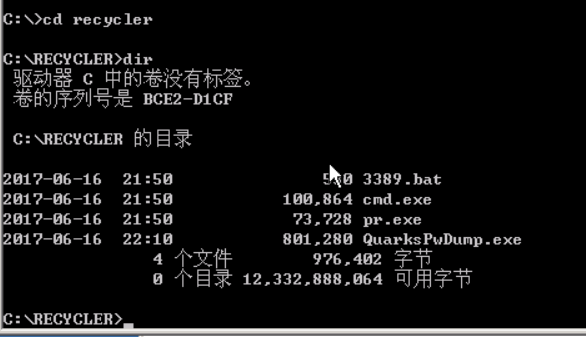 C:\>cd recycler
C:\RECYCLER>dir
驱动器 C 中的卷没有标签。
卷的序列号是 BCE2-D1CF
C:\RECYCLER 的目录
2017-06-16 21:50 530 3389.bat
2017-06-16 21:50 100,864 cmd.exe
2017-06-16 21:50 73,728 pr.exe
2017-06-16 22:10 801,280 QuarksPwDump.exe
4 个文件 976,402 字节
0 个目录 12,332,888,064 可用字节
C:\RECYCLER>